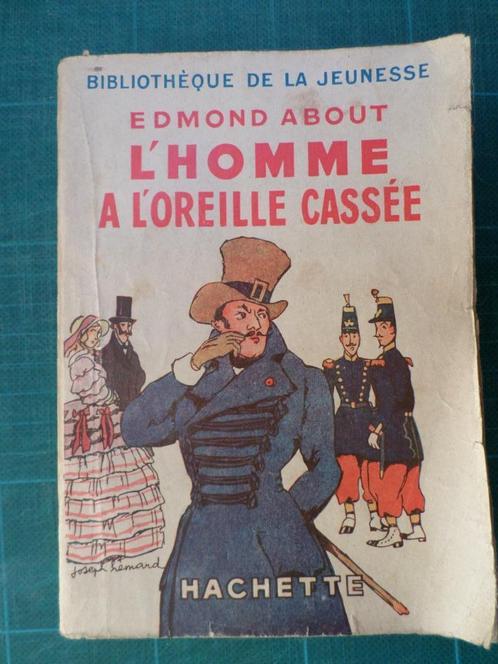 BIBLIOTHÈQUE DE LA JEUNESSE
EDMOND ABOUT
L'HOMME
A L'OREILLE CASSÉE
joseph hémard
HACHETTE